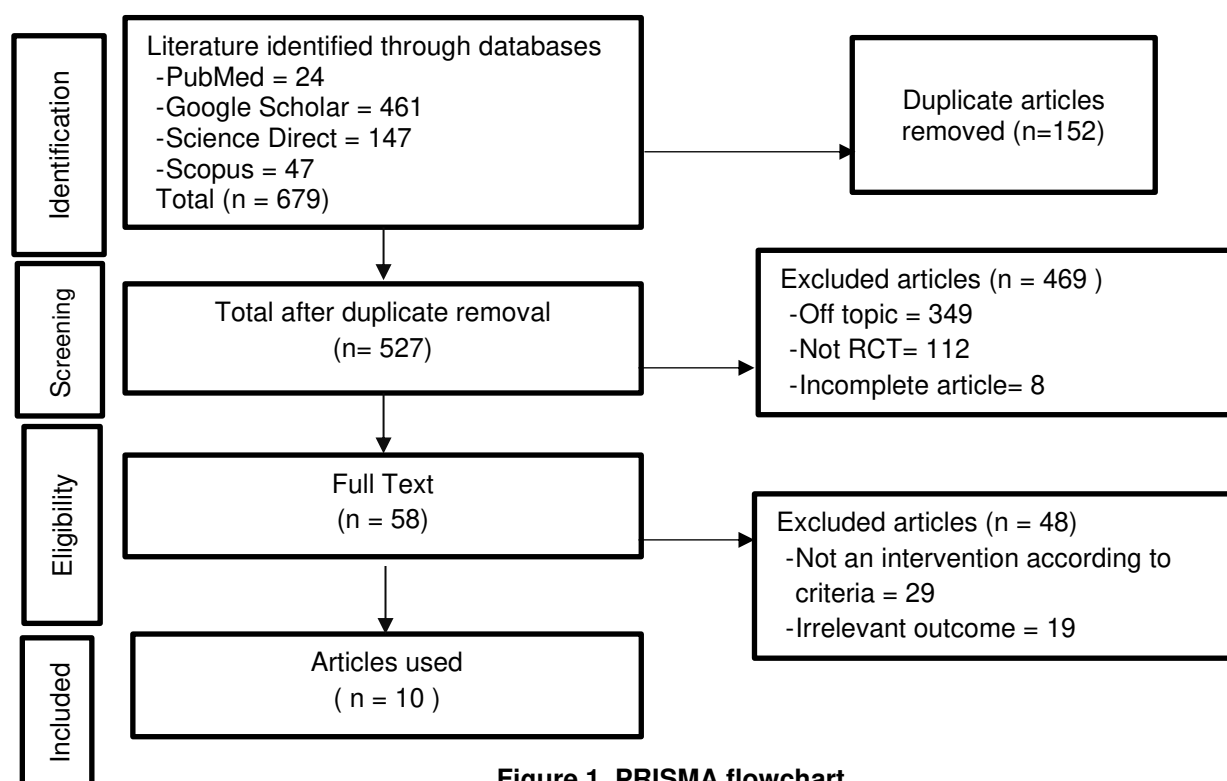 Identification
Literature identified through databases
-PubMed = 24
-Google Scholar = 461
-Science Direct = 147
-Scopus = 47
Total (n = 679)
Duplicate articles
removed (n=152)
Screening
Total after duplicate removal
(n= 527)
Excluded articles (n = 469 )
-Off topic = 349
-Not RCT= 112
-Incomplete article= 8
Eligibility
Full Text
(n = 58)
Excluded articles (n = 48)
-Not an intervention according to
criteria = 29
-Irrelevant outcome = 19
Included
Articles used
( n = 10 )
Figure 1. PRISMA flowchart